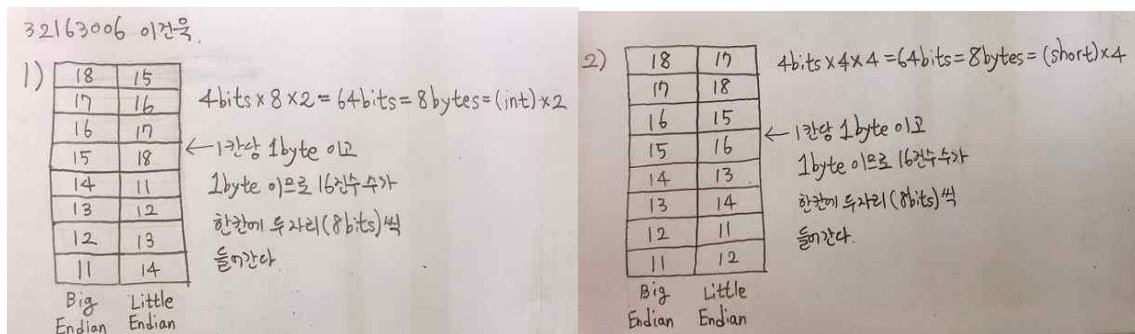 32163006 이건욱.
1)
18 15
17 16
16 17
15 18
14 11
13 12
12 13
11 14
Big Endian Little Endian
4bits×8×2=64bits=8bytes=(int)×2
←1칸당 1byte 이고
1byte 이므로 16진수 수가
한칸에 두자리(8bits)씩
들어간다
2)
18 17
17 18
16 15
15 16
14 13
13 14
12 11
11 12
Big Endian Little Endian
4bits×4×4=64bits=8bytes=(short)×4
←1칸당 1byte 이고
1byte 이므로 16진수 수가
한칸에 두자리(8bits)씩
들어간다.